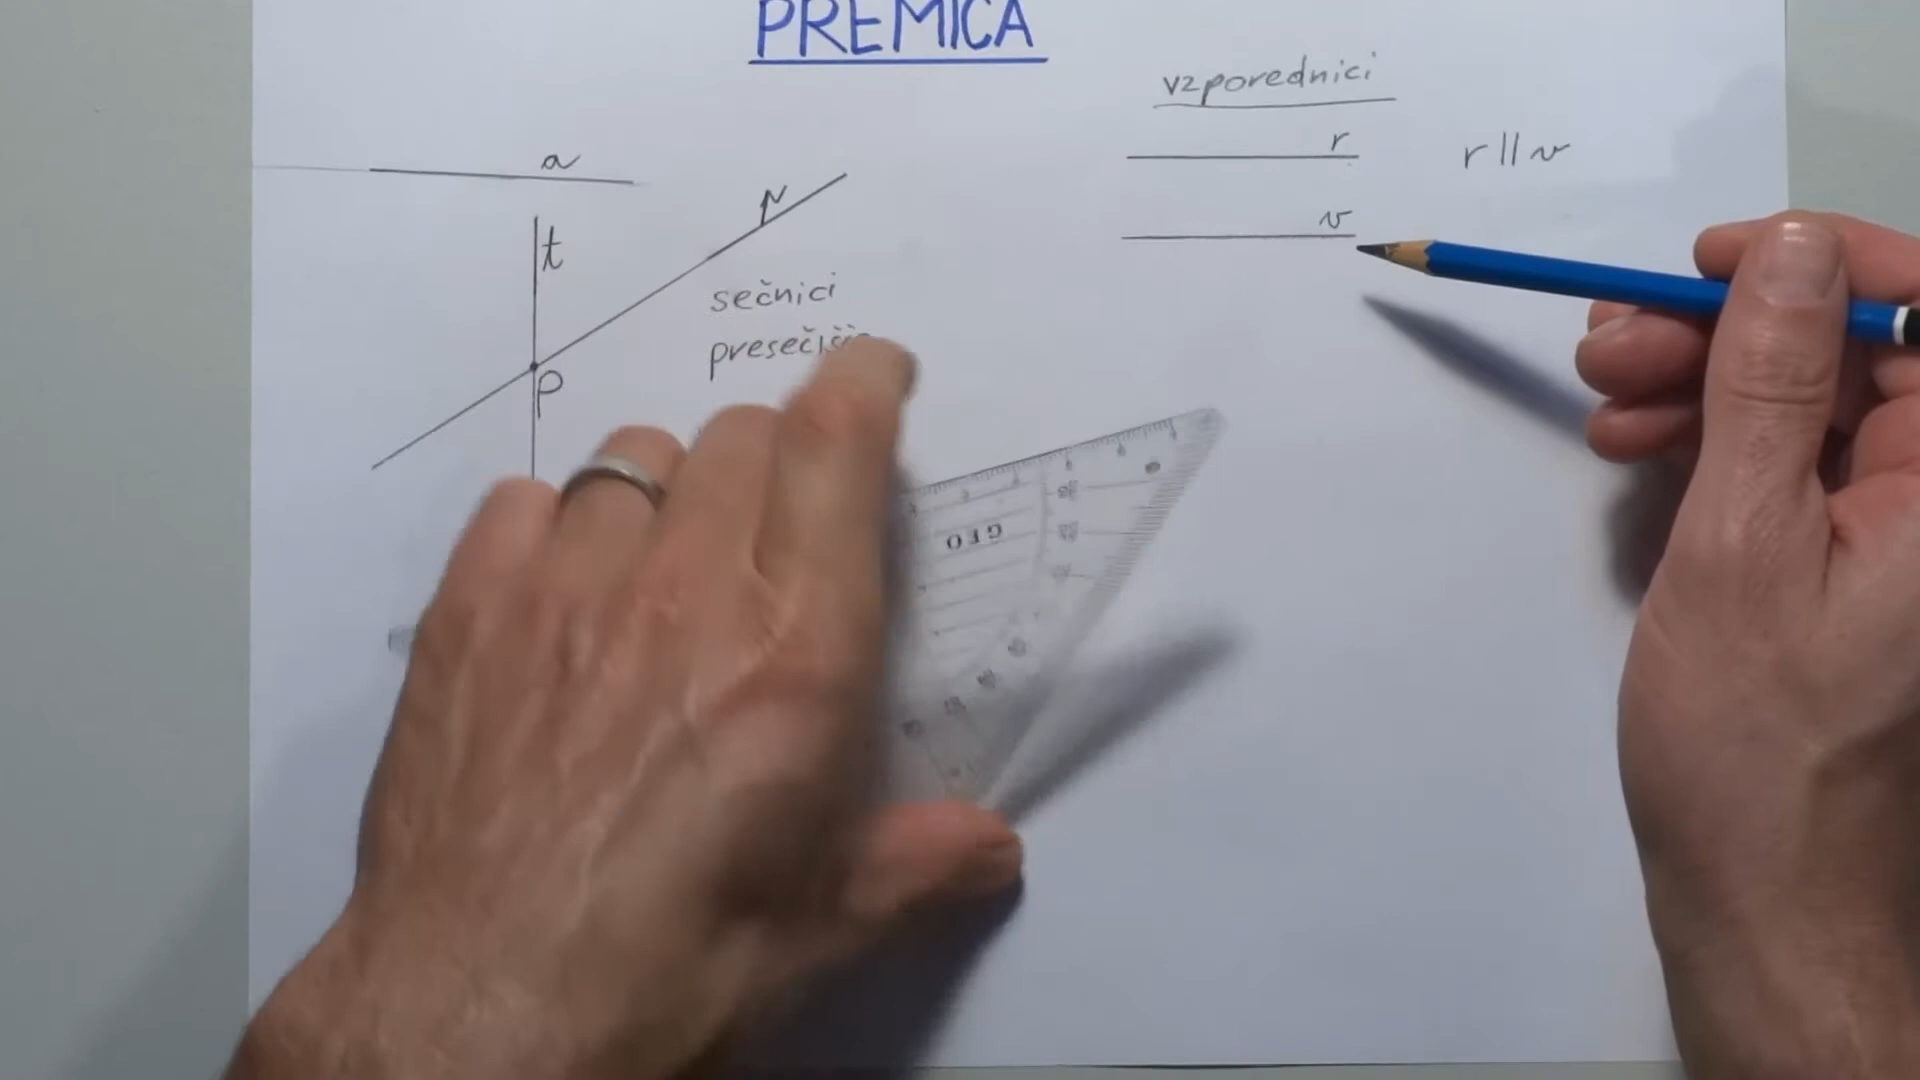 PREMICA
a
t
N
P
sečnici
vzporednici
r
v
r || v
GEO